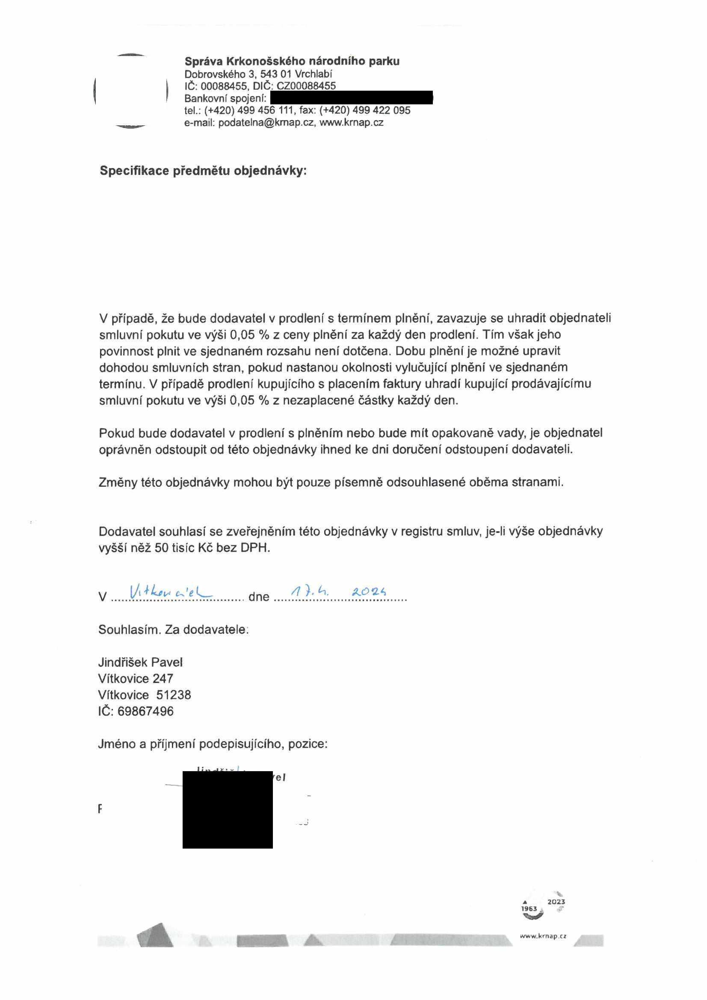 Správa Krkonošského národního parku
Dobrovského 3, 543 01 Vrchlabí
IČ: 00088455, DIČ: CZ00088455
Bankovní spojení:
tel.: (+420) 499 456 111, fax: (+420) 499 422 095
e-mail: podatelna@krnap.cz, www.krnap.cz
Specifikace předmětu objednávky:
V případě, že bude dodavatel v prodlení s termínem plnění, zavazuje se uhradit objednateli
smluvní pokutu ve výši 0,05 % z ceny plnění za každý den prodlení. Tím však jeho
povinnost plnit ve sjednaném rozsahu není dotčena. Dobu plnění je možné upravit
dohodou smluvních stran, pokud nastanou okolnosti vylučující plnění ve sjednaném
termínu. V případě prodlení kupujícího s placením faktury uhradí kupující prodávajícímu
smluvní pokutu ve výši 0,05 % z nezaplacené částky každý den.
Pokud bude dodavatel v prodlení s plněním nebo bude mít opakovaně vady, je objednatel
oprávněn odstoupit od této objednávky ihned ke dni doručení odstoupení dodavateli.
Změny této objednávky mohou být pouze písemně odsouhlasené oběma stranami.
Dodavatel souhlasí se zveřejněním této objednávky v registru smluv, je-li výše objednávky
vyšší něž 50 tisíc Kč bez DPH.
V Vítkovicích dne 17.4. 2024
Souhlasím. Za dodavatele:
Jindřišek Pavel
Vítkovice 247
Vítkovice 51238
IČ: 69867496
Jméno a příjmení podepisujícího, pozice:
1963 2023
www.krnap.cz